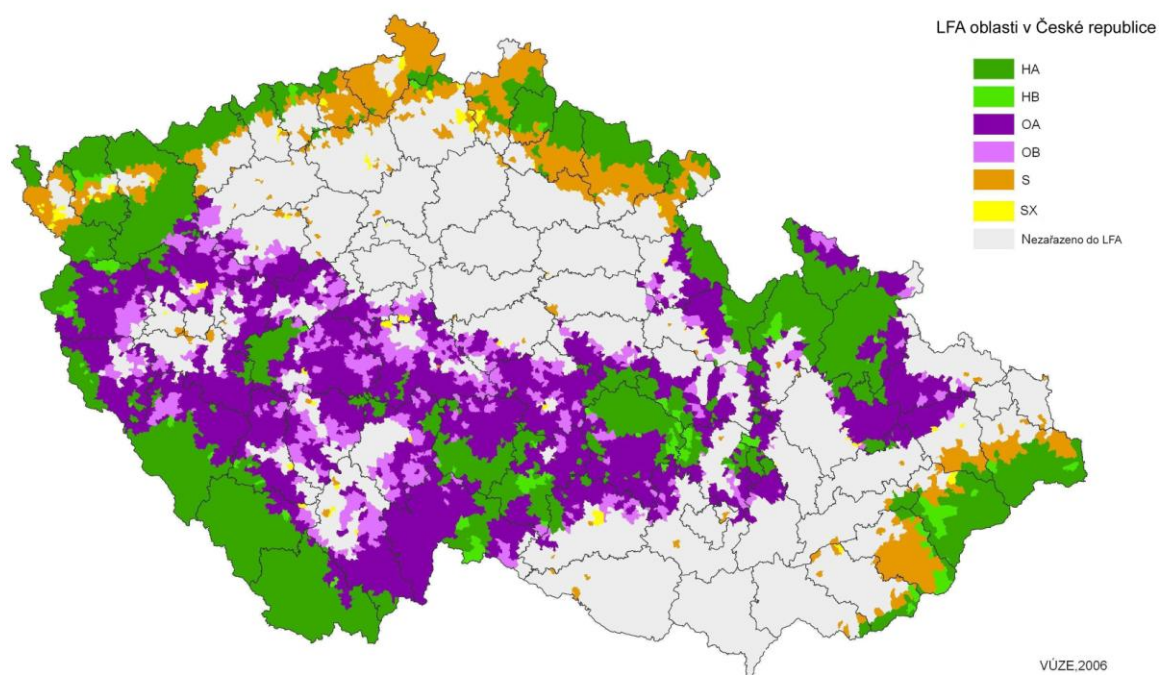 LFA oblasti v České republice
HA
HB
OA
OB
S
SX
Nezařazeno do LFA
VÚZE,2006